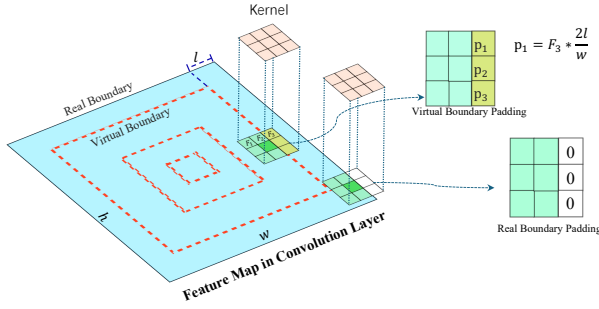 Kernel
l
Real Boundary
Virtual Boundary
F₁ F₂ F₃
h
w
Feature Map in Convolution Layer
p₁
p₂
p₃
p₁ = F₃ * 2l/w
Virtual Boundary Padding
0
0
0
Real Boundary Padding